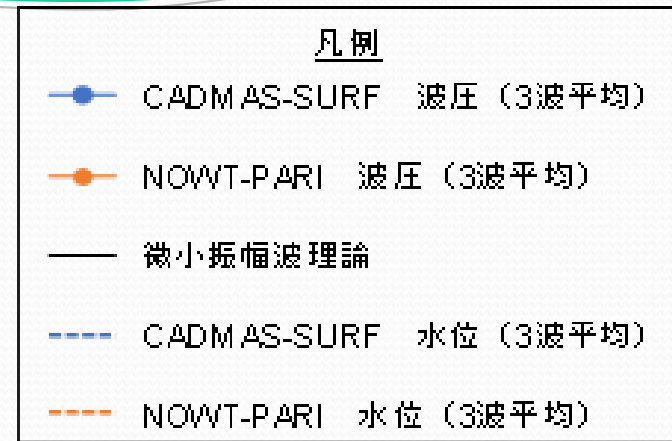 凡例
CADMAS-SURF 波圧（3波平均）
NOWT-PARI 波圧（3波平均）
微小振幅波理論
CADMAS-SURF 水位（3波平均）
NOWT-PARI 水位（3波平均）